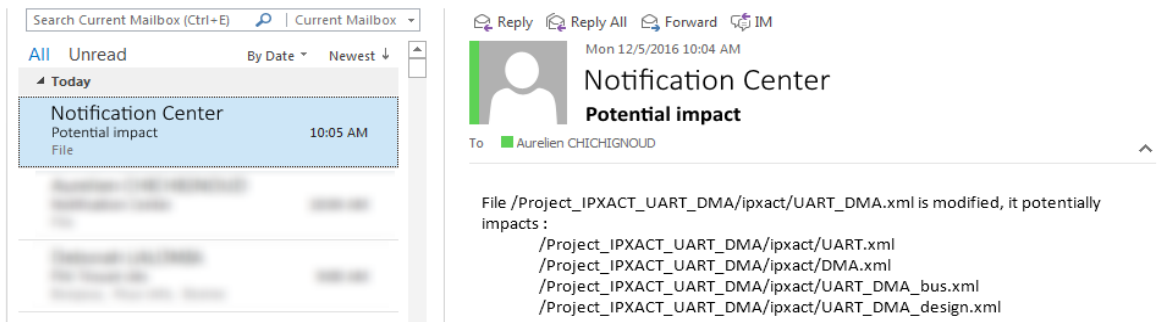 Search Current Mailbox (Ctrl+E) Current Mailbox
All Unread By Date Newest ↓
Today
Notification Center
Potential impact 10:05 AM
File
Reply Reply All Forward IM
Mon 12/5/2016 10:04 AM
Notification Center
Potential impact
To Aurelien CHICHIGNOUD
File /Project_IPXACT_UART_DMA/ipxact/UART_DMA.xml is modified, it potentially
impacts :
/Project_IPXACT_UART_DMA/ipxact/UART.xml
/Project_IPXACT_UART_DMA/ipxact/DMA.xml
/Project_IPXACT_UART_DMA/ipxact/UART_DMA_bus.xml
/Project_IPXACT_UART_DMA/ipxact/UART_DMA_design.xml